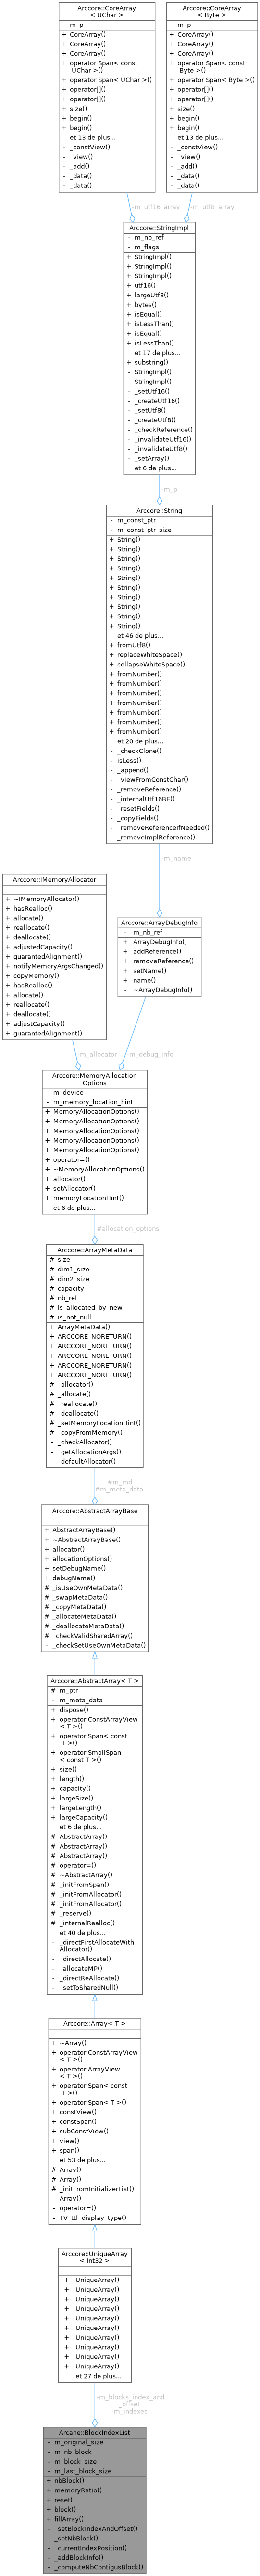 Arccore::CoreArray
< UChar >
- m_p
+ CoreArray()
+ CoreArray()
+ CoreArray()
+ operator Span< const
UChar >()
+ operator Span< UChar >()
+ operator[]()
+ operator[]()
+ size()
+ begin()
+ begin()
et 13 de plus...
- _constView()
- _view()
- _add()
- _data()
- _data()
Arccore::CoreArray
< Byte >
- m_p
+ CoreArray()
+ CoreArray()
+ CoreArray()
+ operator Span< const
Byte >()
+ operator Span< Byte >()
+ operator[]()
+ operator[]()
+ size()
+ begin()
+ begin()
et 13 de plus...
- _constView()
- _view()
- _add()
- _data()
- _data()
-m_utf16_array
-m_utf8_array
Arccore::StringImpl
- m_nb_ref
- m_flags
+ StringImpl()
+ StringImpl()
+ StringImpl()
+ utf16()
+ largeUtf8()
+ bytes()
+ isEqual()
+ isLessThan()
+ isEqual()
+ isLessThan()
et 17 de plus...
+ substring()
- StringImpl()
- StringImpl()
- _setUtf16()
- _createUtf16()
- _setUtf8()
- _createUtf8()
- _checkReference()
- _invalidateUtf16()
- _invalidateUtf8()
- _setArray()
et 6 de plus...
-m_p
Arccore::String
- m_const_ptr
- m_const_ptr_size
+ String()
+ String()
+ String()
+ String()
+ String()
+ String()
+ String()
+ String()
+ String()
+ String()
et 46 de plus...
+ fromUtf8()
+ replaceWhiteSpace()
+ collapseWhiteSpace()
+ fromNumber()
+ fromNumber()
+ fromNumber()
+ fromNumber()
+ fromNumber()
+ fromNumber()
+ fromNumber()
et 20 de plus...
- _checkClone()
- isLess()
- _append()
- _viewFromConstChar()
- _removeReference()
- _internalUtf16BE()
- _resetFields()
- _copyFields()
- _removeReferenceIfNeeded()
- _removeImplReference()
-m_name
Arccore::IMemoryAllocator
+ ~IMemoryAllocator()
+ hasRealloc()
+ allocate()
+ reallocate()
+ deallocate()
+ adjustedCapacity()
+ guarantedAlignment()
+ notifyMemoryArgsChanged()
+ copyMemory()
+ hasRealloc()
+ allocate()
+ reallocate()
+ deallocate()
+ adjustCapacity()
+ guarantedAlignment()
Arccore::ArrayDebugInfo
- m_nb_ref
+ ArrayDebugInfo()
+ addReference()
+ removeReference()
+ setName()
+ name()
- ~ArrayDebugInfo()
-m_allocator
-m_debug_info
Arccore::MemoryAllocation
Options
- m_device
- m_memory_location_hint
+ MemoryAllocationOptions()
+ MemoryAllocationOptions()
+ MemoryAllocationOptions()
+ MemoryAllocationOptions()
+ MemoryAllocationOptions()
+ operator=()
+ ~MemoryAllocationOptions()
+ allocator()
+ setAllocator()
+ memoryLocationHint()
et 6 de plus...
#allocation_options
Arccore::ArrayMetaData
# size
# dim1_size
# dim2_size
# capacity
# nb_ref
# is_allocated_by_new
# is_not_null
+ ArrayMetaData()
+ ARCCORE_NORETURN()
+ ARCCORE_NORETURN()
+ ARCCORE_NORETURN()
+ ARCCORE_NORETURN()
+ ARCCORE_NORETURN()
# _allocator()
# _allocate()
# _reallocate()
# _deallocate()
# _setMemoryLocationHint()
# _copyFromMemory()
- _checkAllocator()
- _getAllocationArgs()
- _defaultAllocator()
#m_md
#m_meta_data
Arccore::AbstractArrayBase
+ AbstractArrayBase()
+ ~AbstractArrayBase()
+ allocator()
+ allocationOptions()
+ setDebugName()
+ debugName()
# _isUseOwnMetaData()
# _swapMetaData()
# _copyMetaData()
# _allocateMetaData()
# _deallocateMetaData()
# _checkValidSharedArray()
- _checkSetUseOwnMetaData()
Arccore::AbstractArray< T >
# m_ptr
- m_meta_data
+ dispose()
+ operator ConstArrayView
< T >()
+ operator Span< const
T >()
+ operator SmallSpan
< const T >()
+ size()
+ length()
+ capacity()
+ largeSize()
+ largeLength()
+ largeCapacity()
et 6 de plus...
# AbstractArray()
# AbstractArray()
# AbstractArray()
# operator=()
# ~AbstractArray()
# _initFromSpan()
# _initFromAllocator()
# _initFromAllocator()
# _reserve()
# _internalRealloc()
et 40 de plus...
- _directFirstAllocateWith
Allocator()
- _directAllocate()
- _allocateMP()
- _directReAllocate()
- _setToSharedNull()
Arccore::Array< T >
+ ~Array()
+ operator ConstArrayView
< T >()
+ operator ArrayView
< T >()
+ operator Span< const
T >()
+ operator Span< T >()
+ constView()
+ constSpan()
+ subConstView()
+ view()
+ span()
et 53 de plus...
# Array()
# Array()
# _initFromInitializerList()
- Array()
- operator=()
- TV_ttf_display_type()
Arccore::UniqueArray
< Int32 >
+ UniqueArray()
+ UniqueArray()
+ UniqueArray()
+ UniqueArray()
+ UniqueArray()
+ UniqueArray()
+ UniqueArray()
+ UniqueArray()
+ UniqueArray()
+ UniqueArray()
et 27 de plus...
-m_blocks_index_and
_offset
-m_indexes
Arcane::BlockIndexList
- m_original_size
- m_nb_block
- m_block_size
- m_last_block_size
+ nbBlock()
+ memoryRatio()
+ reset()
+ block()
+ fillArray()
- _setBlockIndexAndOffset()
- _setNbBlock()
- _currentIndexPosition()
- _addBlockInfo()
- _computeNbContigusBlock()